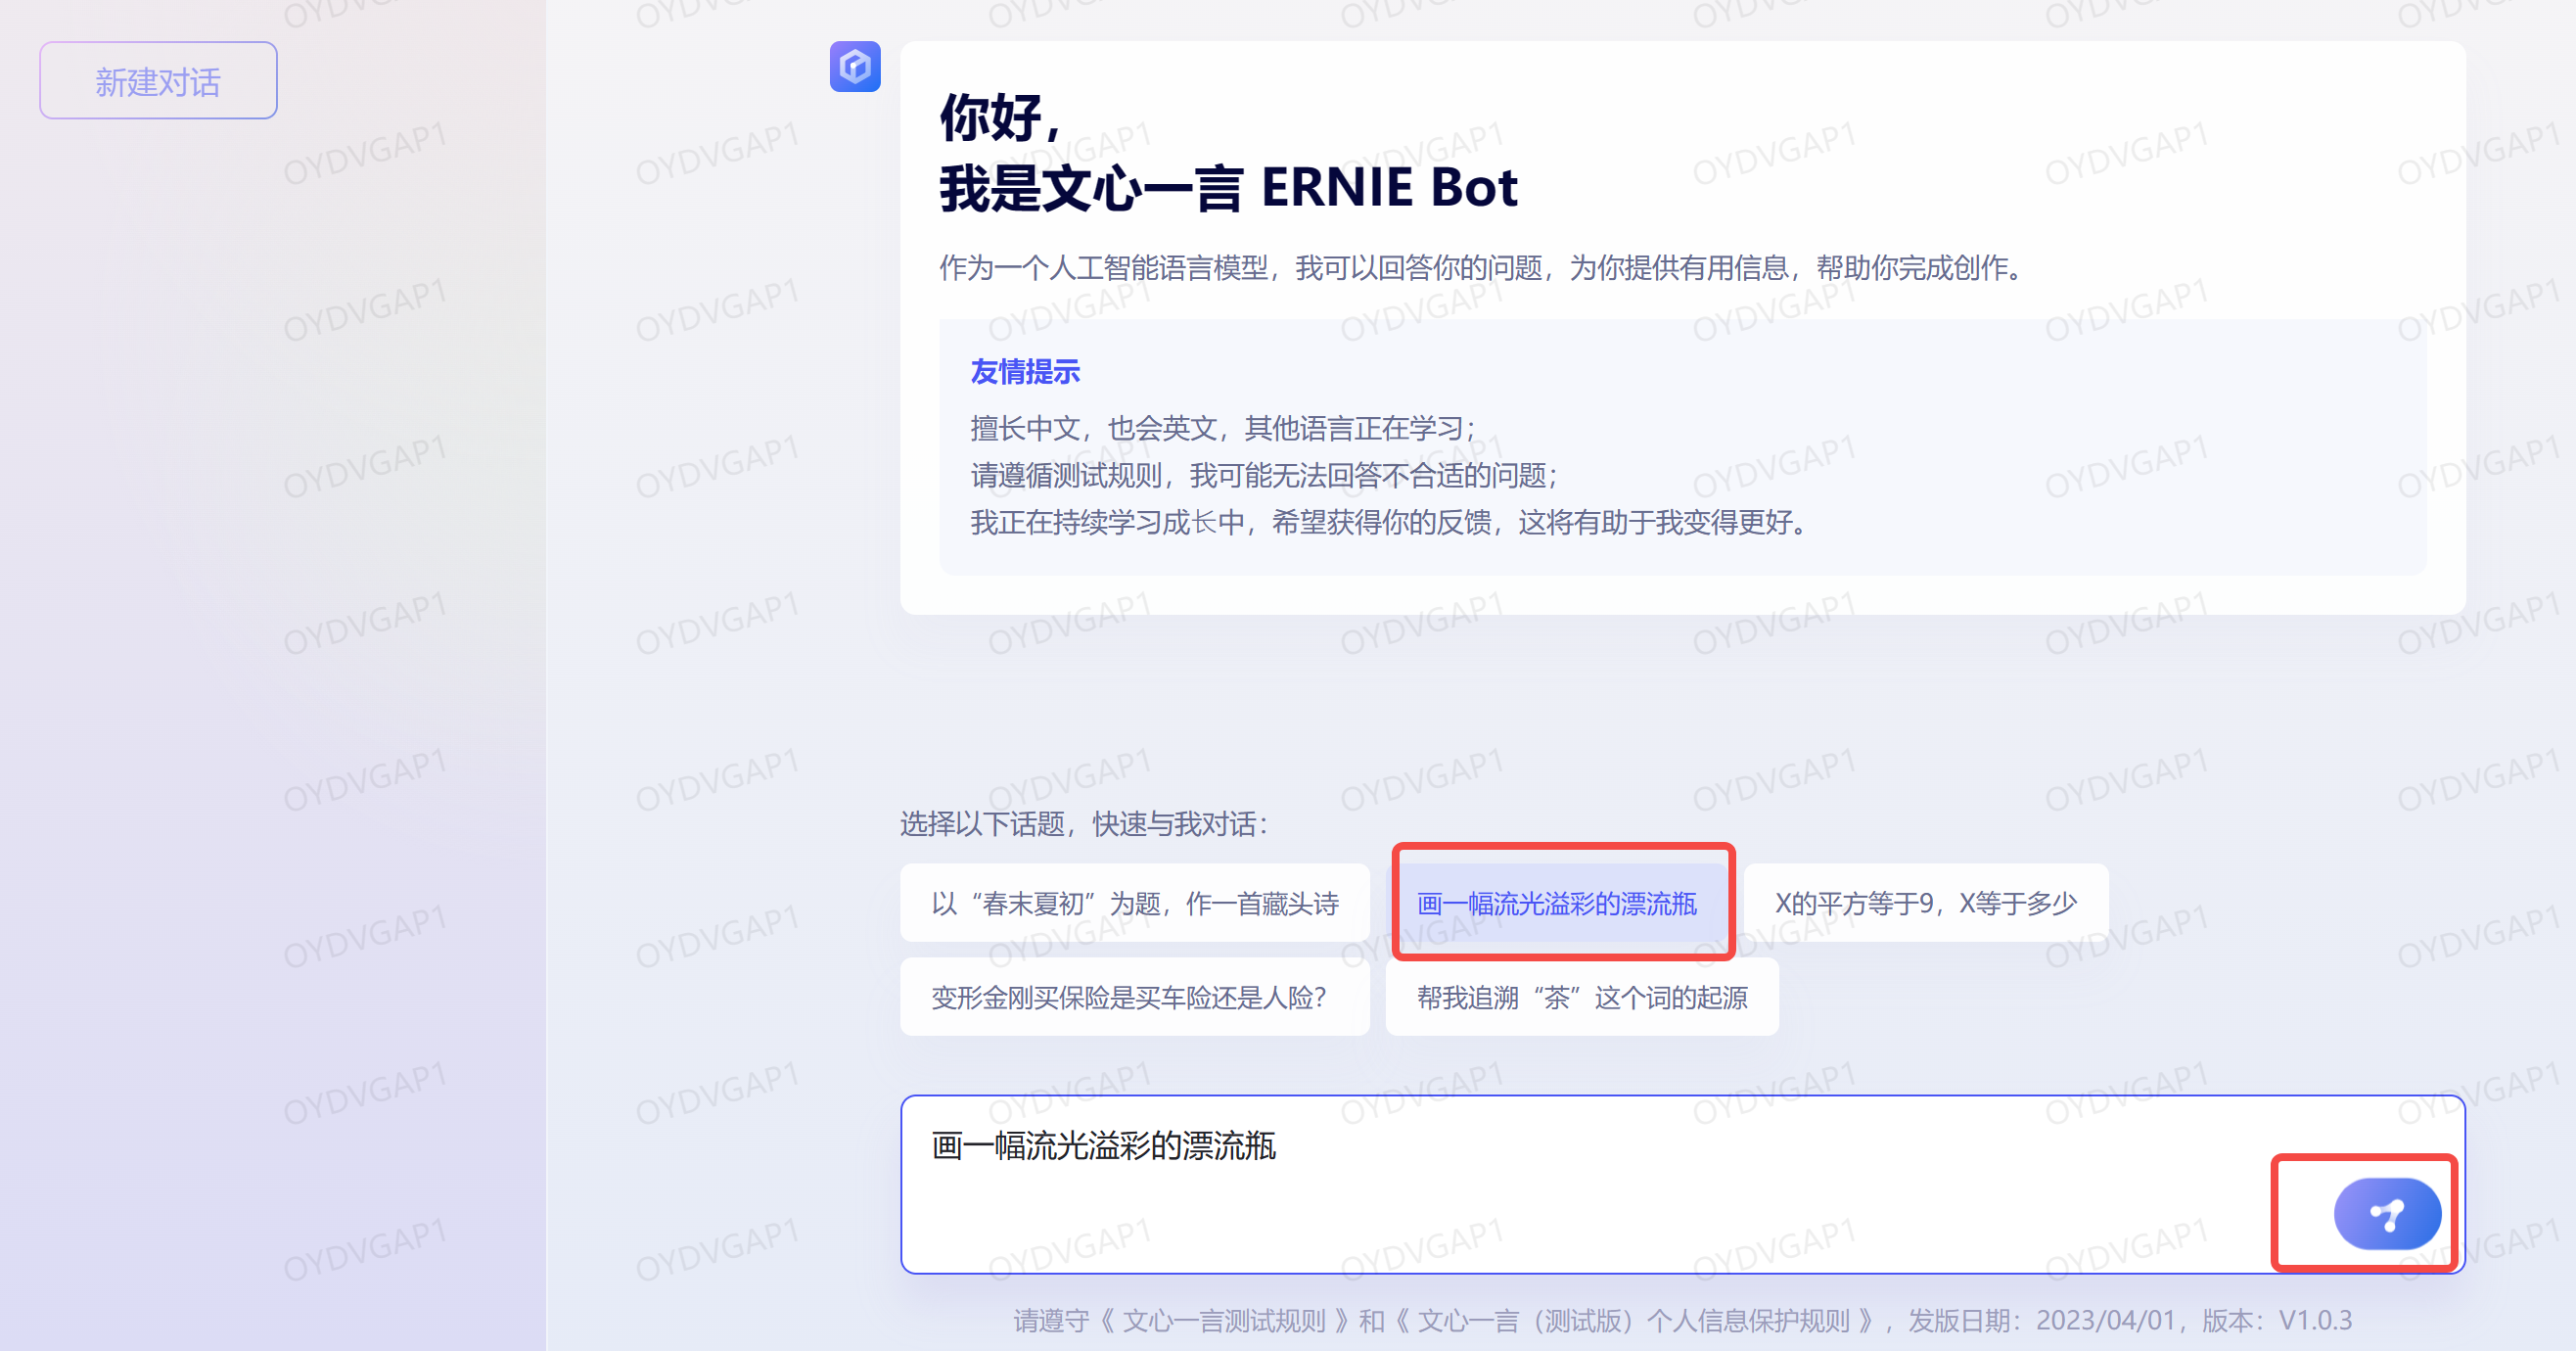 新建对话
你好，
我是文心一言 ERNIE Bot
作为一个人工智能语言模型，我可以回答你的问题，为你提供有用信息，帮助你完成创作。
友情提示
擅长中文，也会英文，其他语言正在学习；
请遵循测试规则，我可能无法回答不合适的问题；
我正在持续学习成长中，希望获得你的反馈，这将有助于我变得更好。
选择以下话题，快速与我对话：
以“春末夏初”为题，作一首藏头诗
画一幅流光溢彩的漂流瓶
X的平方等于9，X等于多少
变形金刚买保险是买车险还是人险？
帮我追溯“茶”这个词的起源
画一幅流光溢彩的漂流瓶
请遵守《 文心一言测试规则 》和《 文心一言（测试版）个人信息保护规则 》，发版日期：2023/04/01，版本：V1.0.3
OYDVGAP1